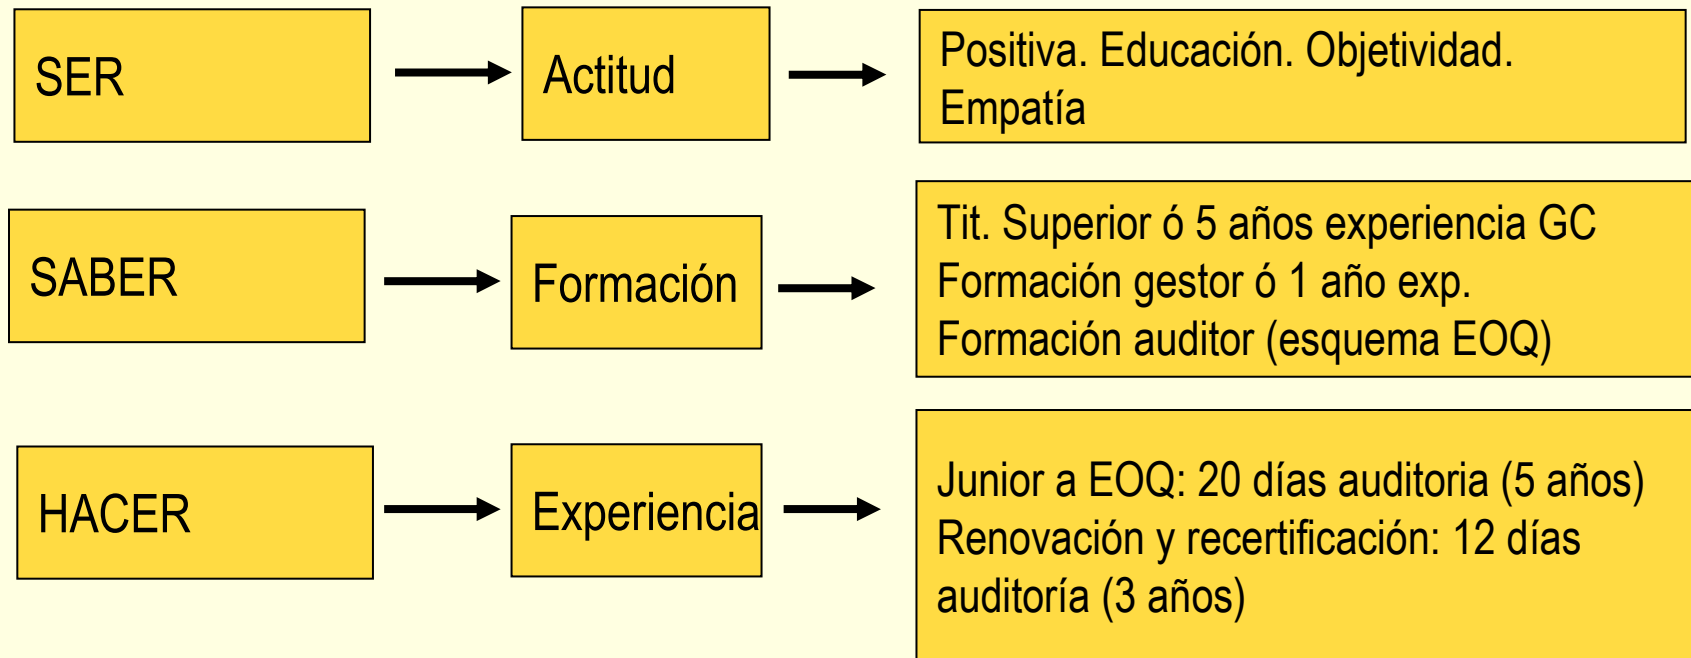 SER
Actitud
Positiva. Educación. Objetividad.
Empatía
SABER
Formación
Tit. Superior ó 5 años experiencia GC
Formación gestor ó 1 año exp.
Formación auditor (esquema EOQ)
HACER
Experiencia
Junior a EOQ: 20 días auditoria (5 años)
Renovación y recertificación: 12 días
auditoría (3 años)